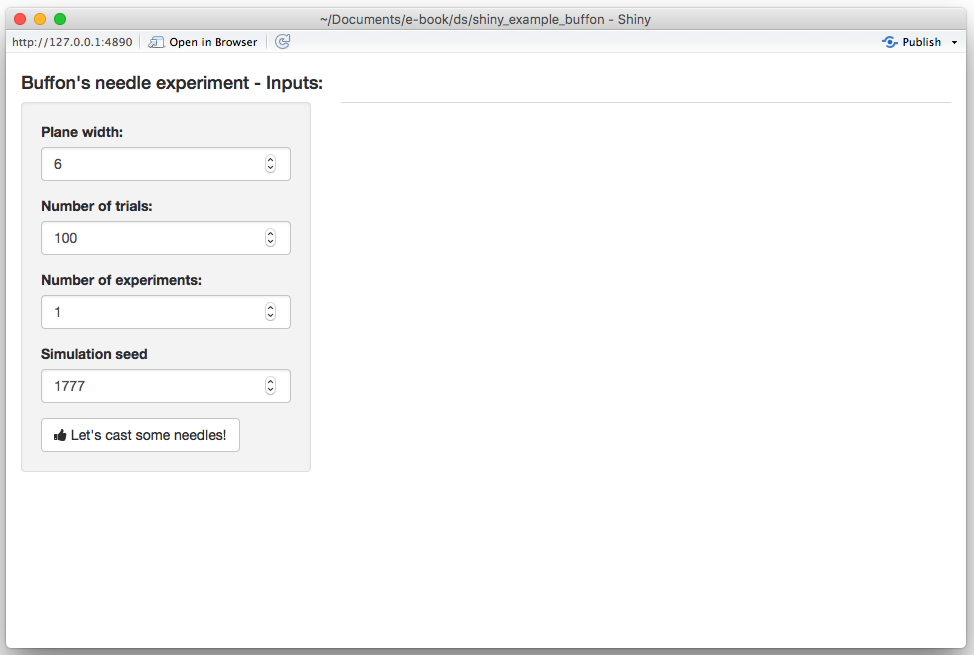 ~/Documents/e-book/ds/shiny_example_buffon - Shiny
http://127.0.0.1:4890 Open in Browser Publish
Buffon's needle experiment - Inputs:
Plane width:
6
Number of trials:
100
Number of experiments:
1
Simulation seed
1777
Let's cast some needles!